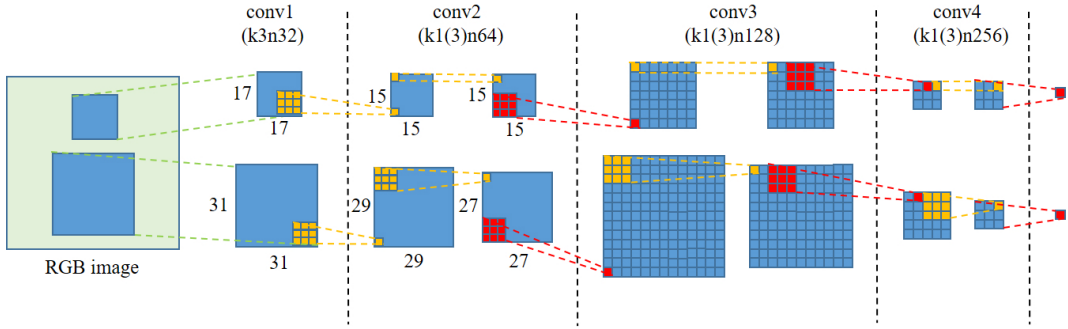 conv1
(k3n32)
conv2
(k1(3)n64)
conv3
(k1(3)n128)
conv4
(k1(3)n256)
17
17
15
15
15
15
31
31
29
29
27
27
RGB image